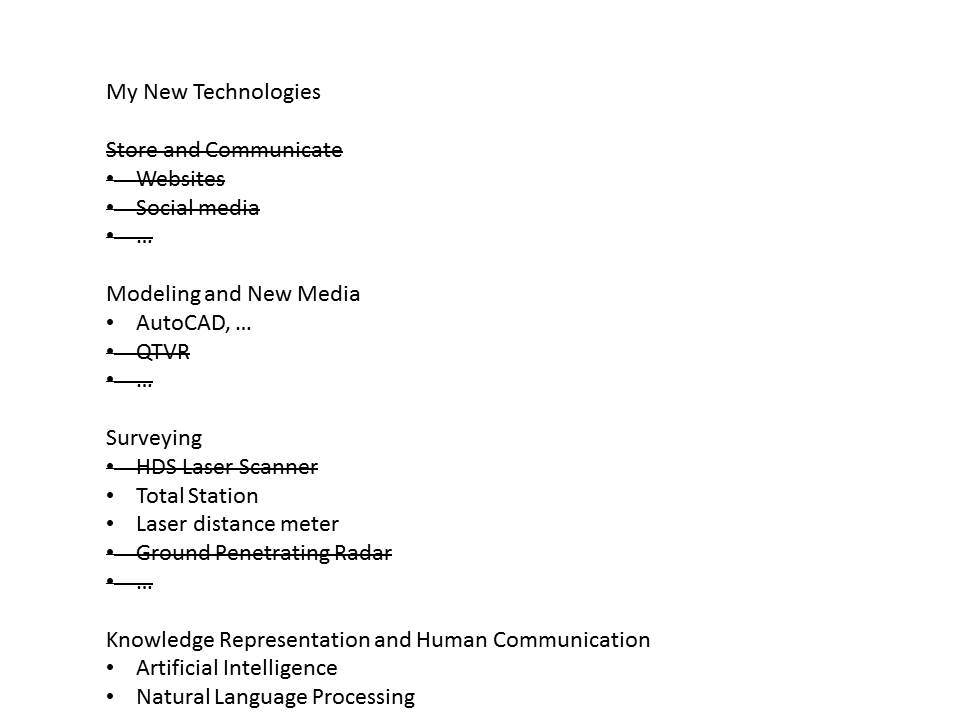 My New Technologies
Store and Communicate
• Websites
• Social media
• ...
Modeling and New Media
• AutoCAD, ...
• QTVR
• ...
Surveying
• HDS Laser Scanner
• Total Station
• Laser distance meter
• Ground Penetrating Radar
• ...
Knowledge Representation and Human Communication
• Artificial Intelligence
• Natural Language Processing